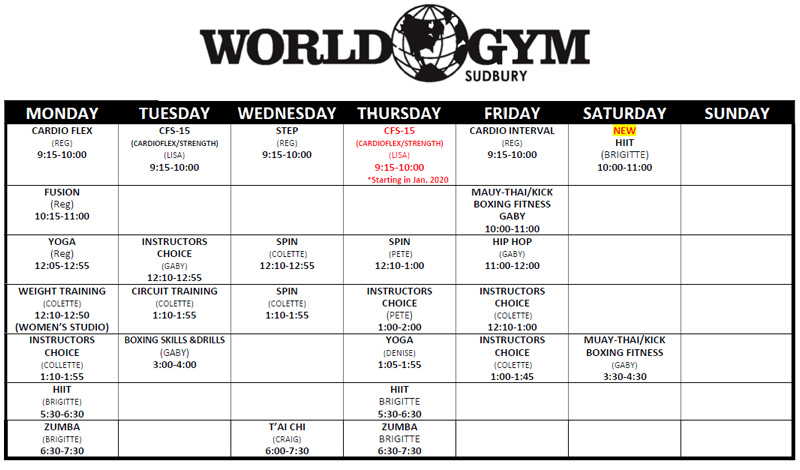 WORLD GYM
SUDBURY
MONDAY TUESDAY WEDNESDAY THURSDAY FRIDAY SATURDAY SUNDAY
CARDIO FLEX
(REG)
9:15-10:00
CFS-15
(CARDIOFLEX/STRENGTH)
(LISA)
9:15-10:00
STEP
(REG)
9:15-10:00
CFS-15
(CARDIOFLEX/STRENGTH)
(LISA)
9:15-10:00
*Starting in Jan. 2020
CARDIO INTERVAL
(REG)
9:15-10:00
NEW
HIIT
(BRIGITTE)
10:00-11:00
FUSION
(Reg)
10:15-11:00
MAUY-THAI/KICK
BOXING FITNESS
GABY
10:00-11:00
YOGA
(Reg)
12:05-12:55
INSTRUCTORS
CHOICE
(GABY)
12:10-12:55
SPIN
(COLETTE)
12:10-12:55
SPIN
(PETE)
12:10-1:00
HIP HOP
(GABY)
11:00-12:00
WEIGHT TRAINING
(COLETTE)
12:10-12:50
(WOMEN'S STUDIO)
CIRCUIT TRAINING
(COLETTE)
1:10-1:55
SPIN
(COLETTE)
1:10-1:55
INSTRUCTORS
CHOICE
(PETE)
1:00-2:00
INSTRUCTORS
CHOICE
(COLETTE)
12:10-1:00
INSTRUCTORS
CHOICE
(COLLETTE)
1:10-1:55
BOXING SKILLS &DRILLS
(GABY)
3:00-4:00
YOGA
(DENISE)
1:05-1:55
INSTRUCTORS
CHOICE
(COLETTE)
1:00-1:45
MUAY-THAI/KICK
BOXING FITNESS
(GABY)
3:30-4:30
HIIT
(BRIGITTE)
5:30-6:30
HIIT
BRIGITTE
5:30-6:30
ZUMBA
(BRIGITTE)
6:30-7:30
T'AI CHI
(CRAIG)
6:00-7:30
ZUMBA
BRIGITTE
6:30-7:30